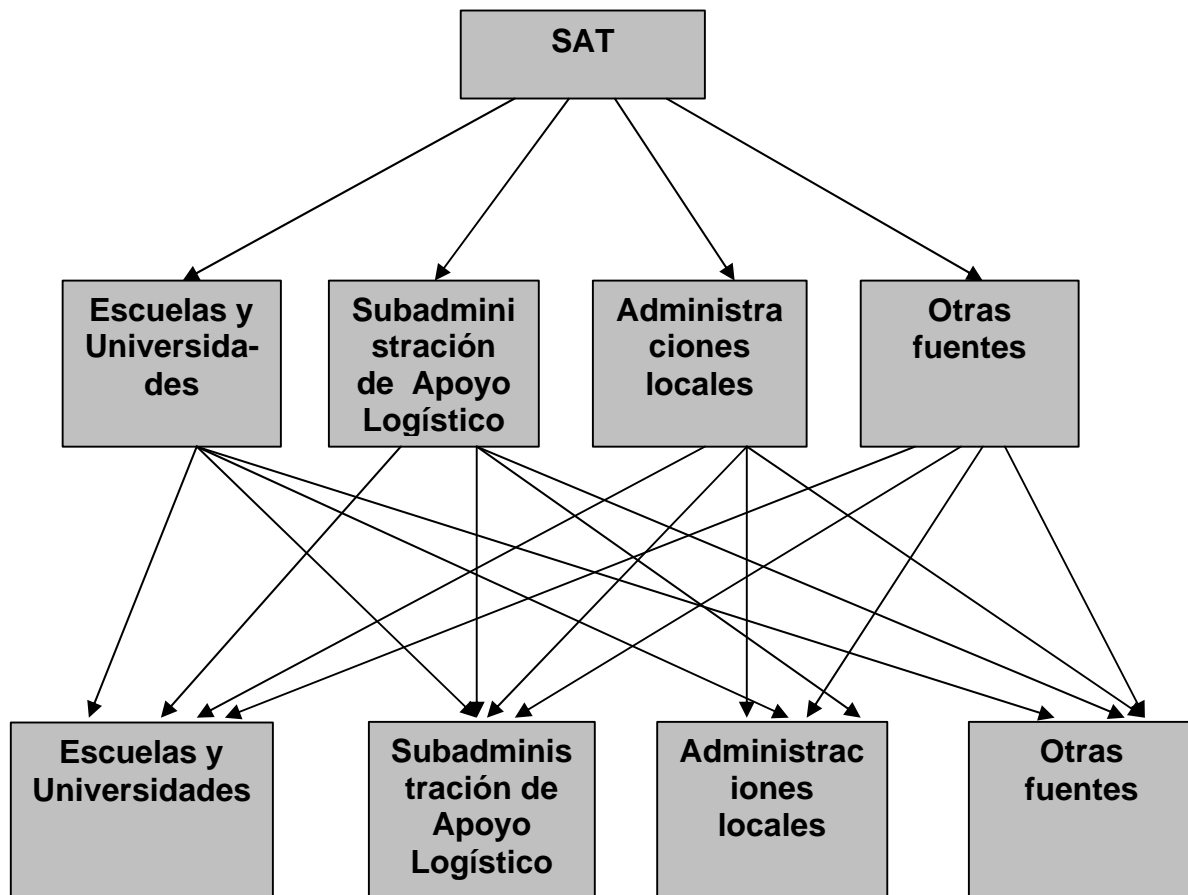 SAT
Escuelas y
Universida-
des
Subadmini
stración
de Apoyo
Logístico
Administra
ciones
locales
Otras
fuentes
Escuelas y
Universidades
Subadminis
tración de
Apoyo
Logístico
Administrac
iones
locales
Otras
fuentes